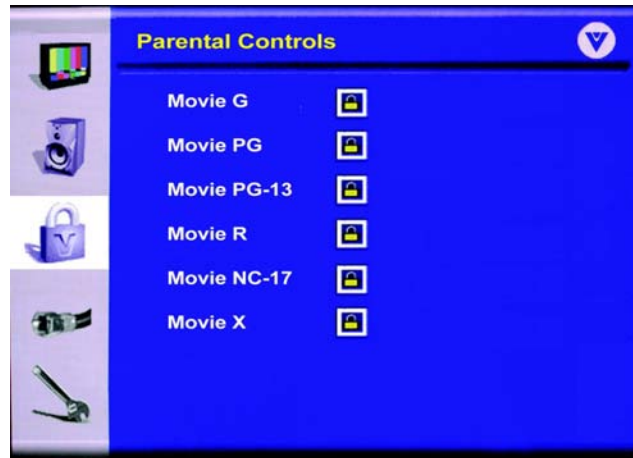 Parental Controls
Movie G
Movie PG
Movie PG-13
Movie R
Movie NC-17
Movie X